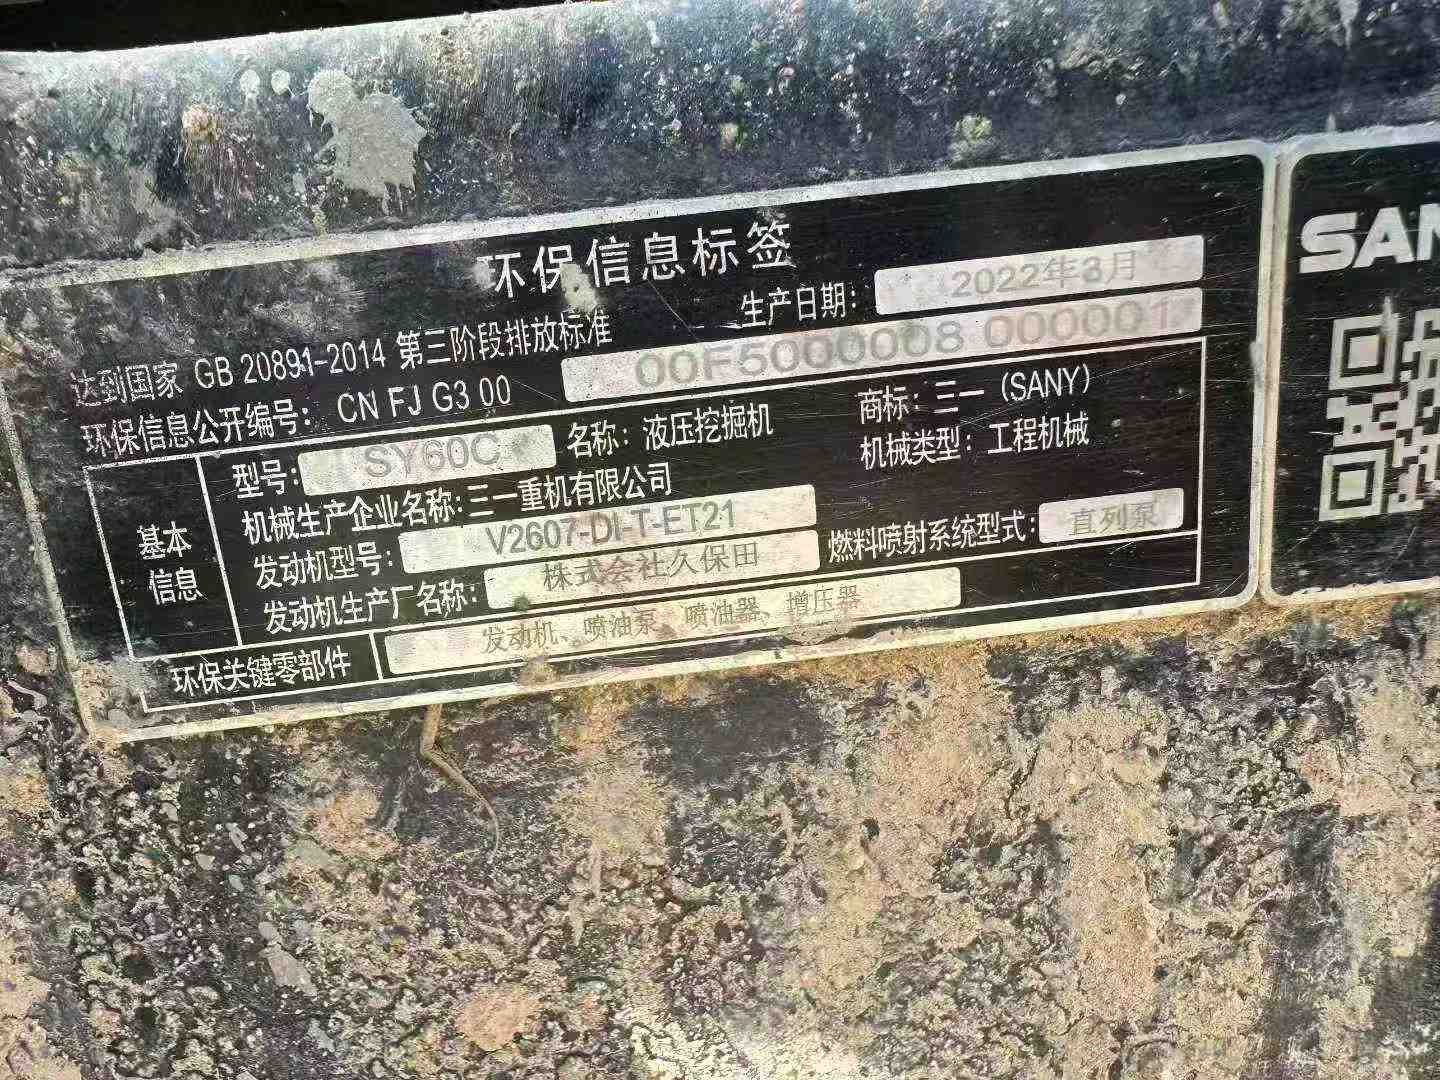 环保信息标签
达到国家 GB 20891-2014 第三阶段排放标准 生产日期: 2022年3月
环保信息公开编号: CN FJ G3 00 00F5000008 000001
基本信息
型号: SY60C 名称: 液压挖掘机 商标: 三一 (SANY)
机械生产企业名称: 三一重机有限公司 机械类型: 工程机械
发动机型号: V2607-DI-T-ET21 燃料喷射系统型式: 直列泵
发动机生产厂名称: 株式会社久保田
环保关键零部件 发动机、喷油泵、喷油器、增压器
SAN